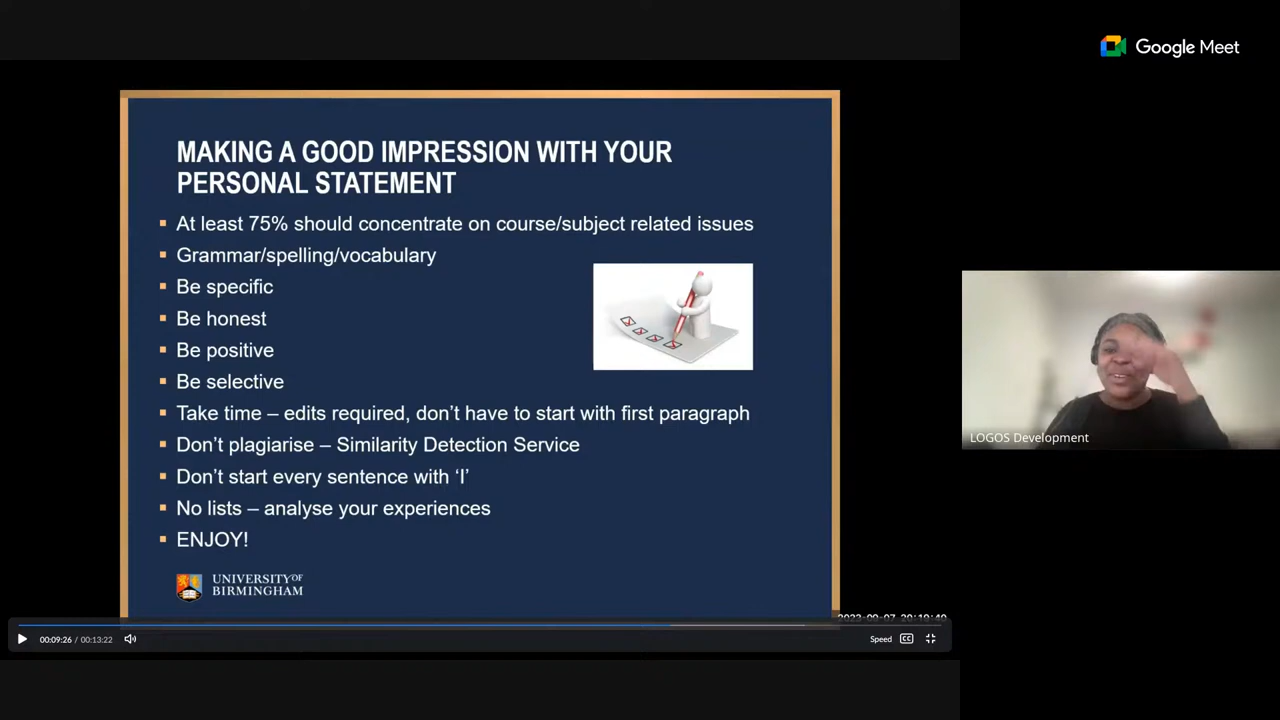 Google Meet
MAKING A GOOD IMPRESSION WITH YOUR
PERSONAL STATEMENT
At least 75% should concentrate on course/subject related issues
Grammar/spelling/vocabulary
Be specific
Be honest
Be positive
Be selective
Take time – edits required, don't have to start with first paragraph
Don't plagiarise – Similarity Detection Service
Don't start every sentence with 'I'
No lists – analyse your experiences
ENJOY!
UNIVERSITY OF
BIRMINGHAM
LOGOS Development
00:09:26 / 00:13:22
Speed
CC